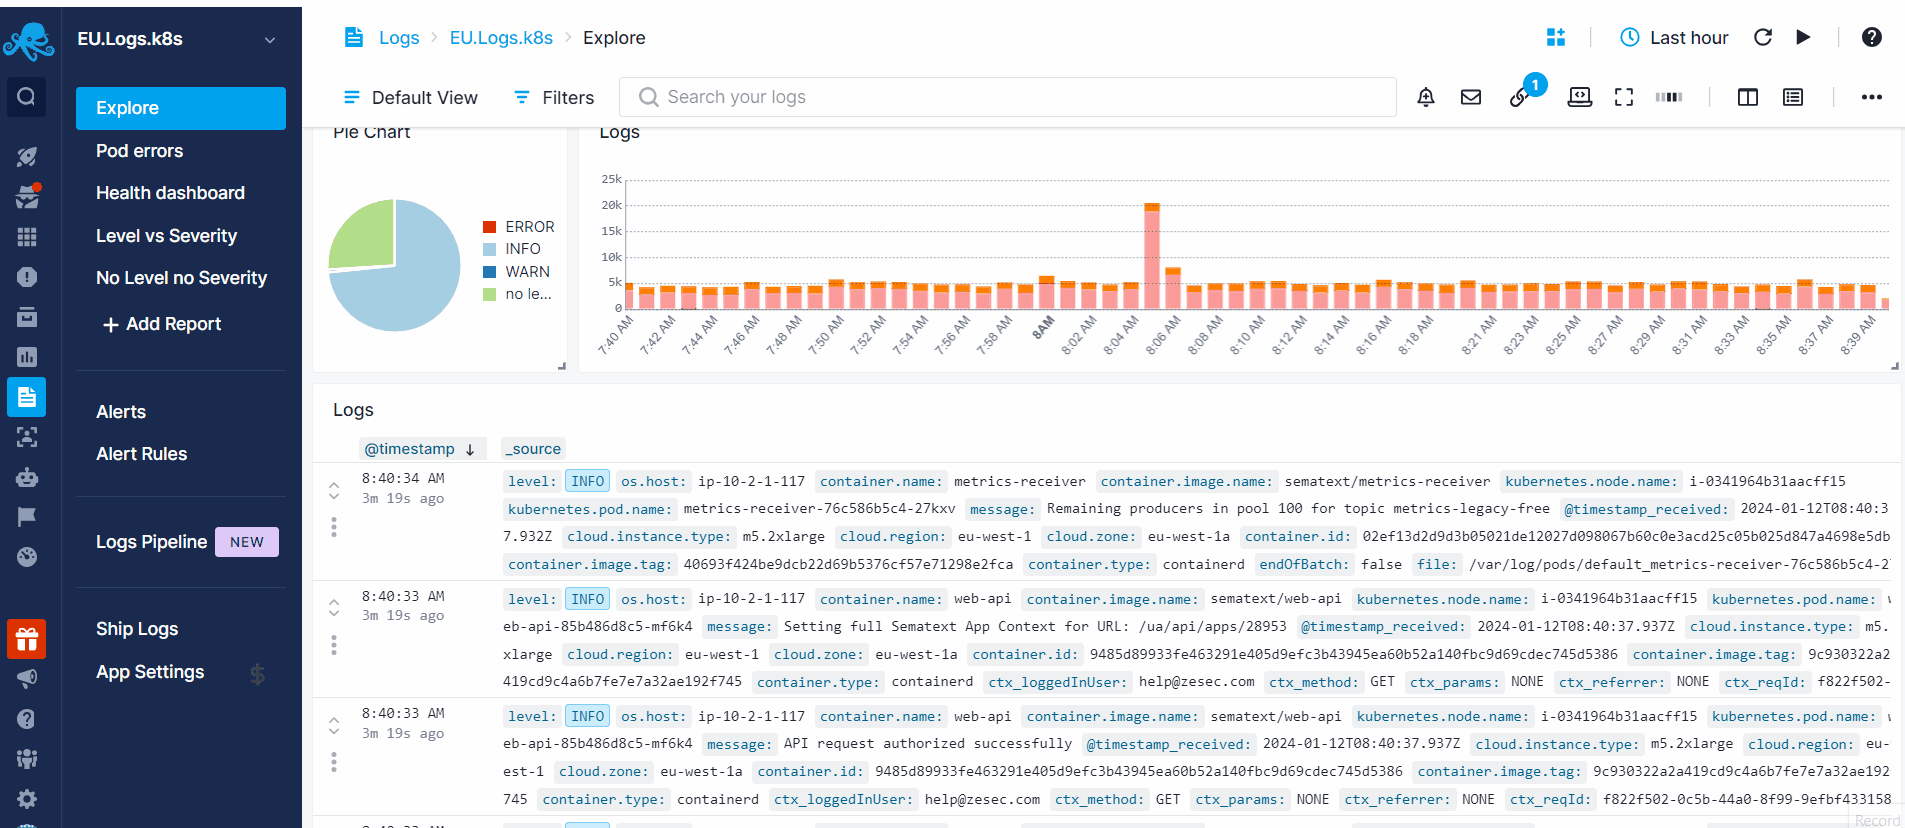 EU.Logs.k8s
Explore
Pod errors
Health dashboard
Level vs Severity
No Level no Severity
Add Report
Alerts
Alert Rules
Logs Pipeline NEW
Ship Logs
App Settings
Logs > EU.Logs.k8s > Explore
Last hour
Default View Filters Search your logs 1
Pie Chart
ERROR
INFO
WARN
no le...
Logs
25k
20k
15k
10k
5k
0
7:40 AM 7:42 AM 7:44 AM 7:46 AM 7:48 AM 7:50 AM 7:52 AM 7:54 AM 7:56 AM 7:58 AM 8AM 8:02 AM 8:04 AM 8:06 AM 8:08 AM 8:10 AM 8:12 AM 8:14 AM 8:16 AM 8:18 AM 8:21 AM 8:23 AM 8:25 AM 8:27 AM 8:29 AM 8:31 AM 8:33 AM 8:35 AM 8:37 AM 8:39 AM
Logs
@timestamp _source
8:40:34 AM
3m 19s ago
level: INFO os.host: ip-10-2-1-117 container.name: metrics-receiver container.image.name: sematext/metrics-receiver kubernetes.node.name: i-0341964b31aacff15
kubernetes.pod.name: metrics-receiver-76c586b5c4-27kxv message: Remaining producers in pool 100 for topic metrics-legacy-free @timestamp_received: 2024-01-12T08:40:3
7.932Z cloud.instance.type: m5.2xlarge cloud.region: eu-west-1 cloud.zone: eu-west-1a container.id: 02ef13d2d9d3b05021de12027d098067b60c0e3acd25c05b025d847a4698e5db
container.image.tag: 40693f424be9dcb22d69b5376cf57e71298e2fca container.type: containerd endOfBatch: false file: /var/log/pods/default_metrics-receiver-76c586b5c4-2
8:40:33 AM
3m 19s ago
level: INFO os.host: ip-10-2-1-117 container.name: web-api container.image.name: sematext/web-api kubernetes.node.name: i-0341964b31aacff15 kubernetes.pod.name: w
eb-api-85b486d8c5-mf6k4 message: Setting full Sematext App Context for URL: /ua/api/apps/28953 @timestamp_received: 2024-01-12T08:40:37.937Z cloud.instance.type: m5.
xlarge cloud.region: eu-west-1 cloud.zone: eu-west-1a container.id: 9485d89933fe463291e405d9efc3b43945ea60b52a140fbc9d69cdec745d5386 container.image.tag: 9c930322a2
419cd9c4a6b7fe7e7a32ae192f745 container.type: containerd ctx_loggedInUser: help@zesec.com ctx_method: GET ctx_params: NONE ctx_referrer: NONE ctx_reqId: f822f502-
8:40:33 AM
3m 19s ago
level: INFO os.host: ip-10-2-1-117 container.name: web-api container.image.name: sematext/web-api kubernetes.node.name: i-0341964b31aacff15 kubernetes.pod.name: w
eb-api-85b486d8c5-mf6k4 message: API request authorized successfully @timestamp_received: 2024-01-12T08:40:37.937Z cloud.instance.type: m5.2xlarge cloud.region: eu-
est-1 cloud.zone: eu-west-1a container.id: 9485d89933fe463291e405d9efc3b43945ea60b52a140fbc9d69cdec745d5386 container.image.tag: 9c930322a2a419cd9c4a6b7fe7e7a32ae192
745 container.type: containerd ctx_loggedInUser: help@zesec.com ctx_method: GET ctx_params: NONE ctx_referrer: NONE ctx_reqId: f822f502-0c5b-44a0-8f99-9efbf433158
Record